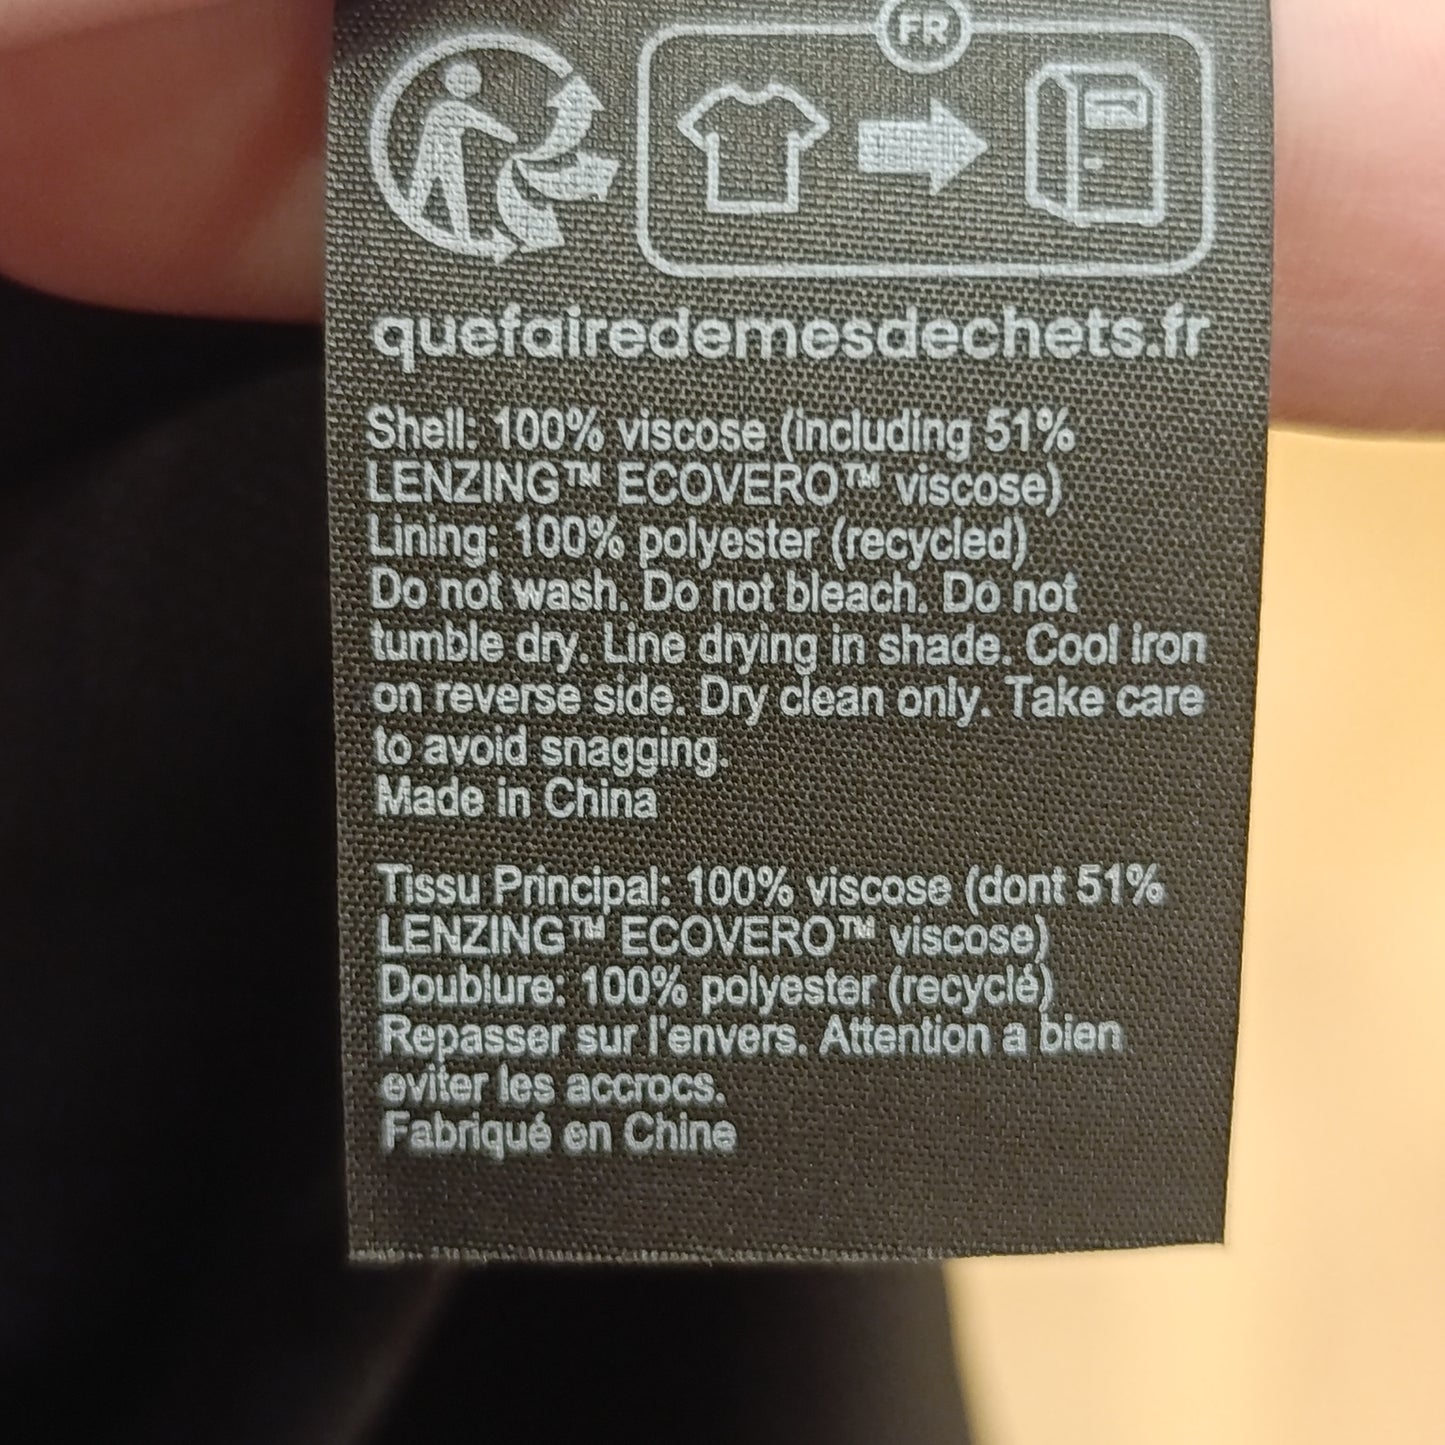 FR
quefairedemesdechets.fr
Shell: 100% viscose (including 51%
LENZING™ ECOVERO™ viscose)
Lining: 100% polyester (recycled)
Do not wash. Do not bleach. Do not
tumble dry. Line drying in shade. Cool iron
on reverse side. Dry clean only. Take care
to avoid snagging.
Made in China
Tissu Principal: 100% viscose (dont 51%
LENZING™ ECOVERO™ viscose)
Doublure: 100% polyester (recyclé)
Repasser sur l'envers. Attention a bien
eviter les accrocs.
Fabriqué en Chine